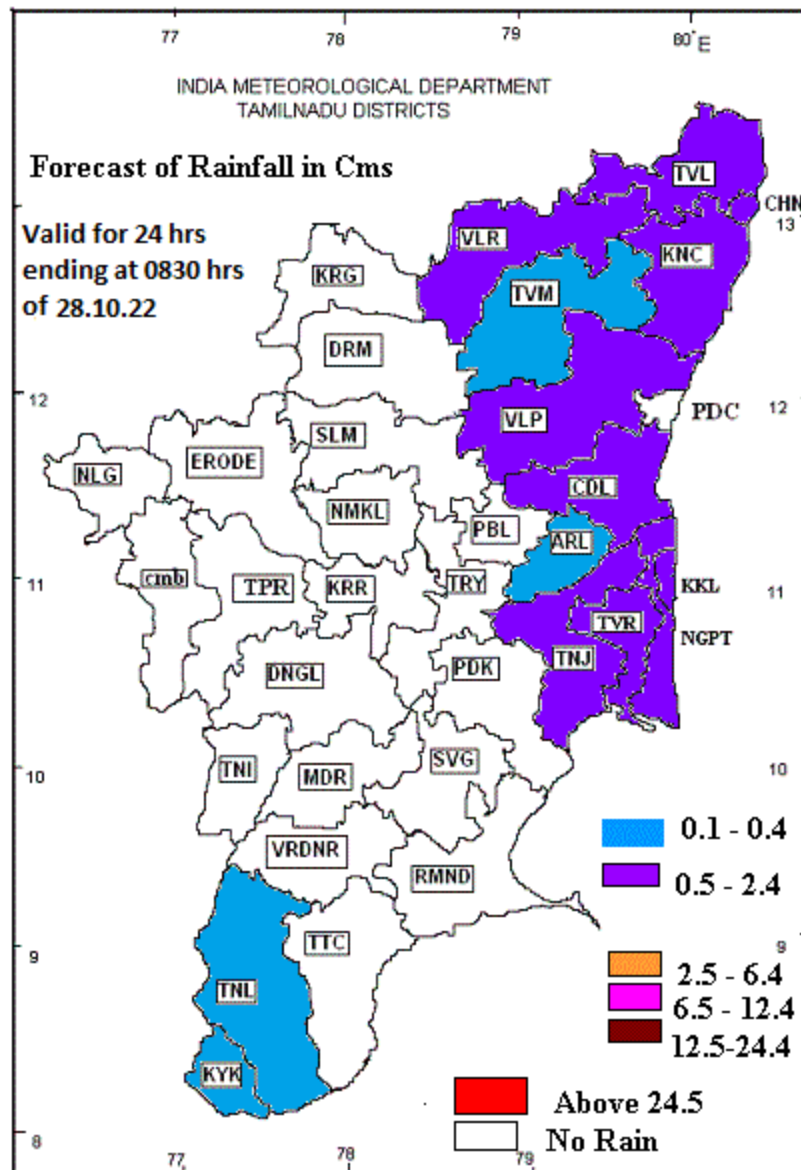 77 78 79 80°E
INDIA METEOROLOGICAL DEPARTMENT
TAMILNADU DISTRICTS
Forecast of Rainfall in Cms
Valid for 24 hrs
ending at 0830 hrs
of 28.10.22
TVL
CHN
13 13
VLR
KNC
KRG
TVM
DRM
12 12
PDC
VLP
SLM
ERODE
NLG
CDL
NMKL
PBL
ARL
11 11
cmb
TPR
KRR
TRY
KKL
TVR
NGPT
TNJ
DNGL
PDK
10 10
TNI
MDR
SVG
VRDNR
RMND
9 9
TTC
TNL
KYK
8
77 78 79
0.1 - 0.4
0.5 - 2.4
2.5 - 6.4
6.5 - 12.4
12.5-24.4
Above 24.5
No Rain